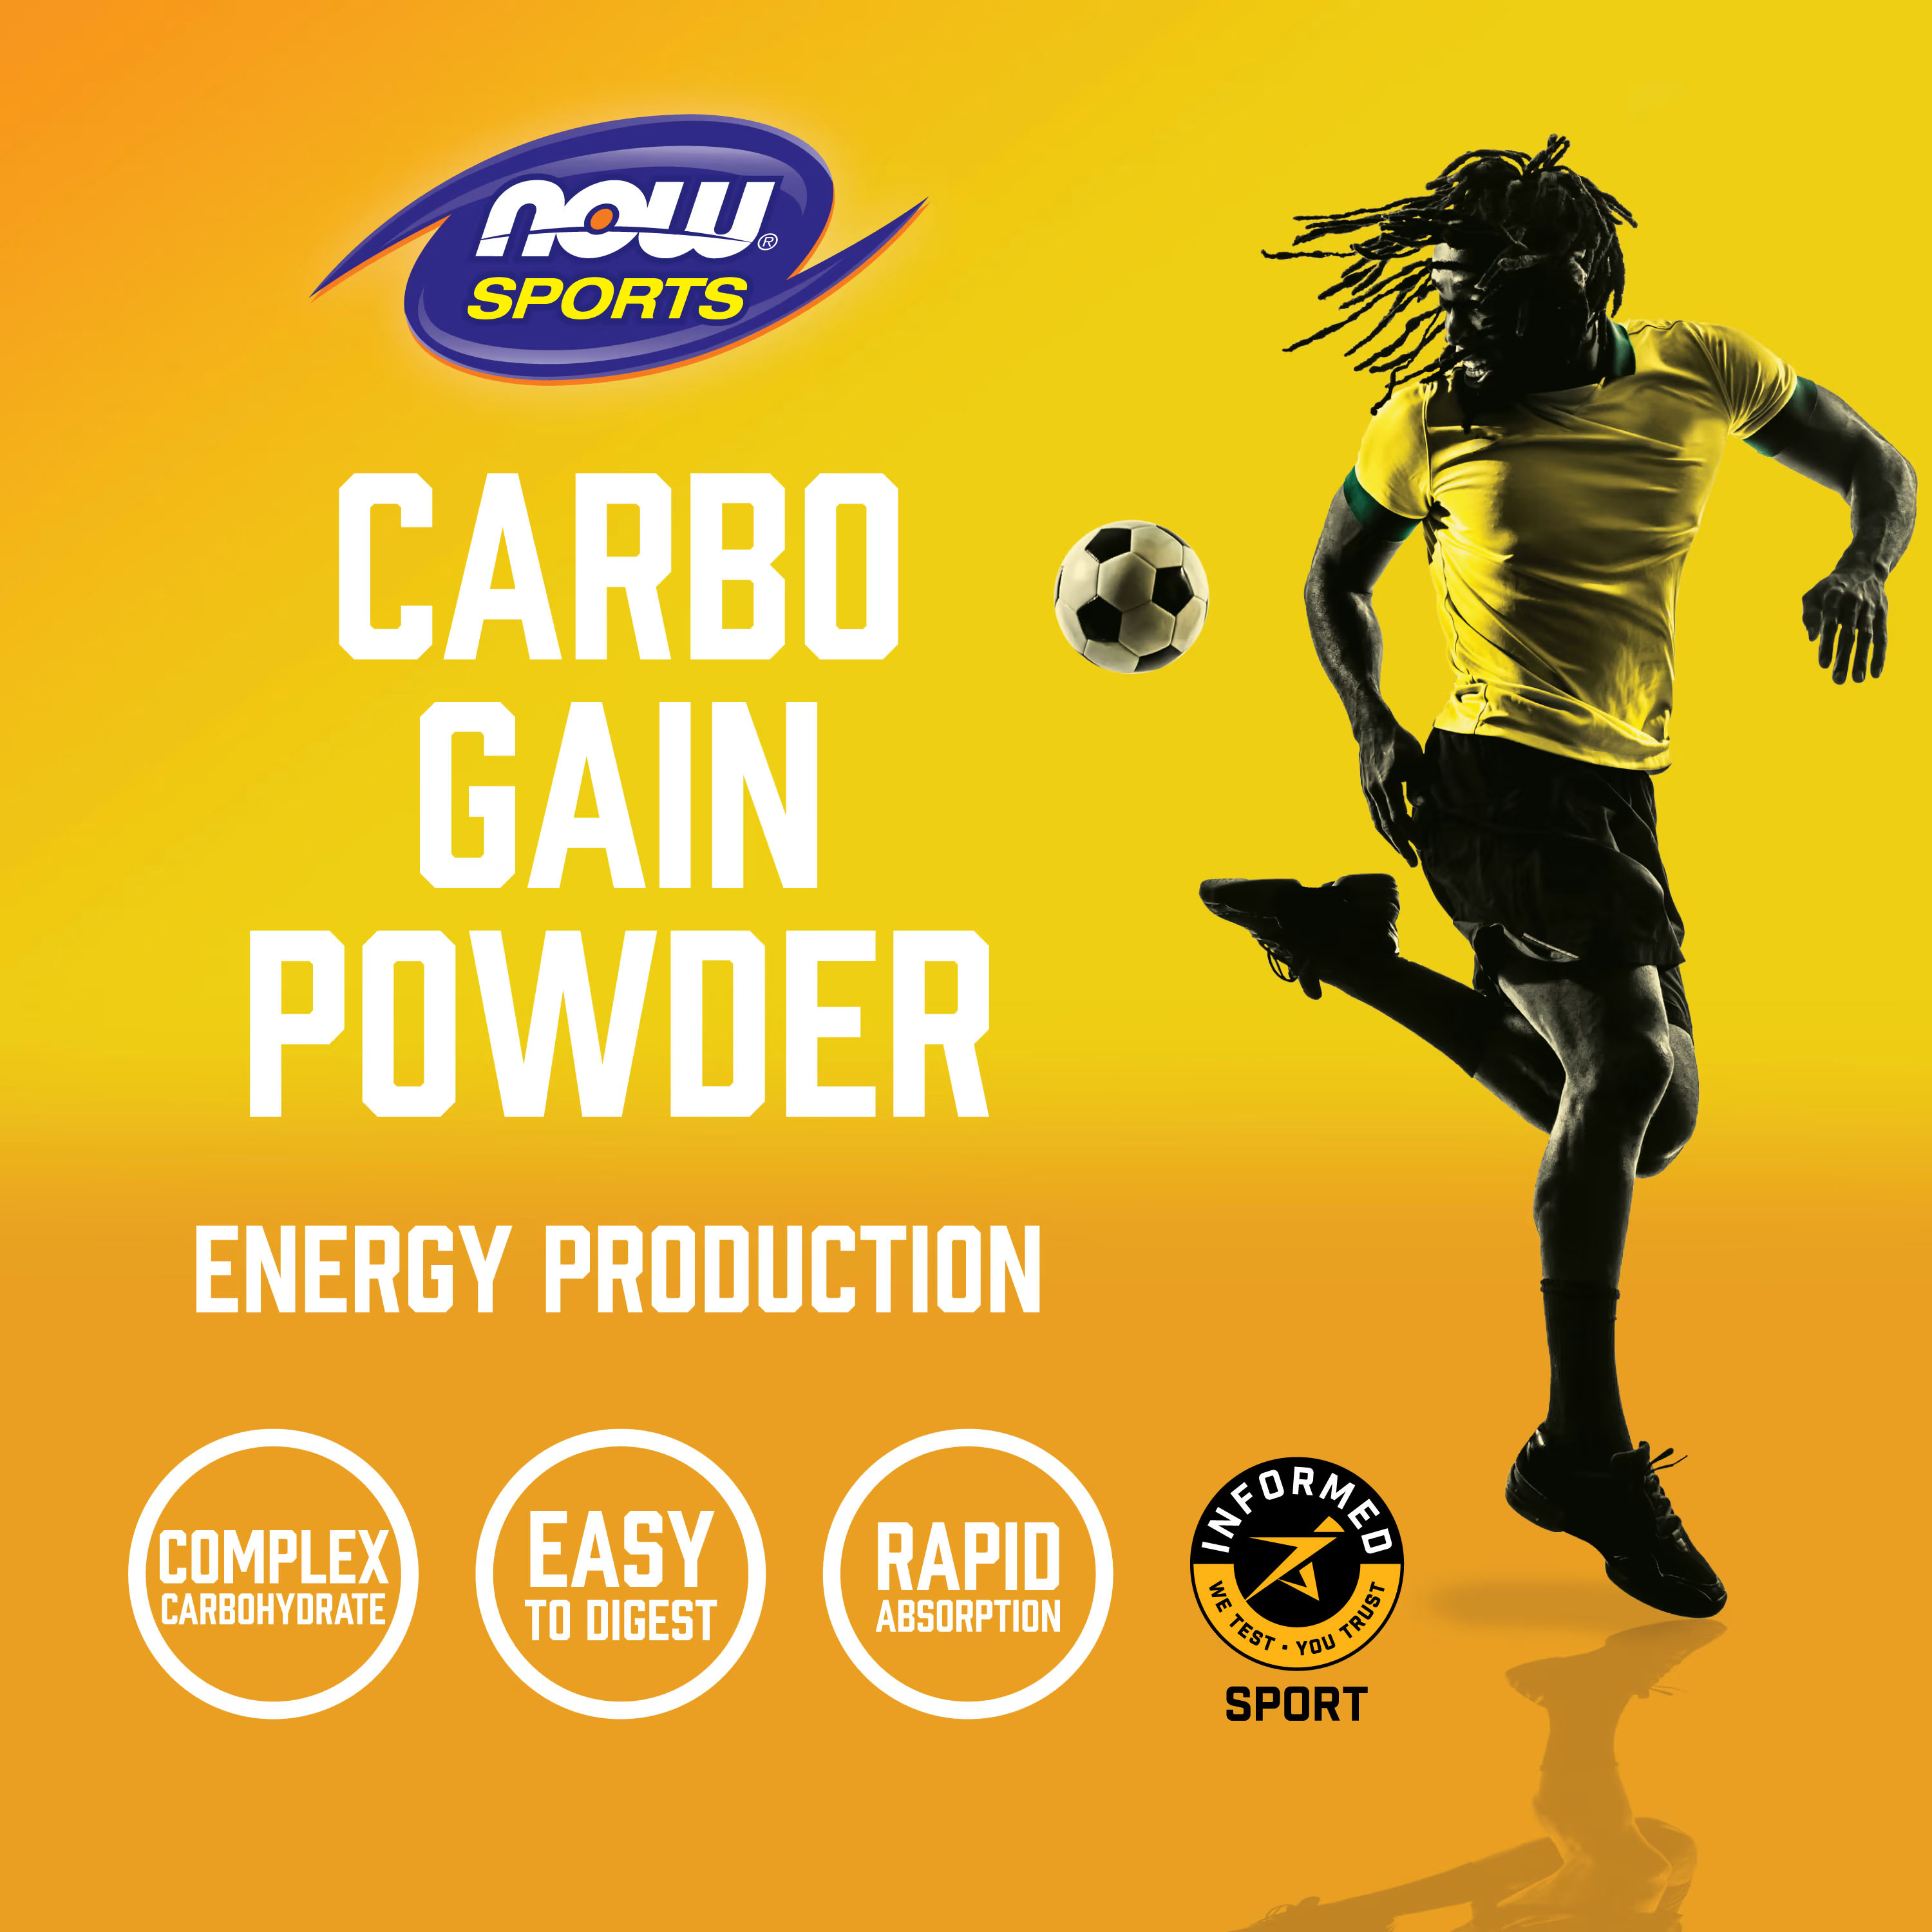 NOW®
SPORTS
CARBO
GAIN
POWDER
ENERGY PRODUCTION
COMPLEX
CARBOHYDRATE
EASY
TO DIGEST
RAPID
ABSORPTION
INFORMED
WE TEST · YOU TRUST
SPORT